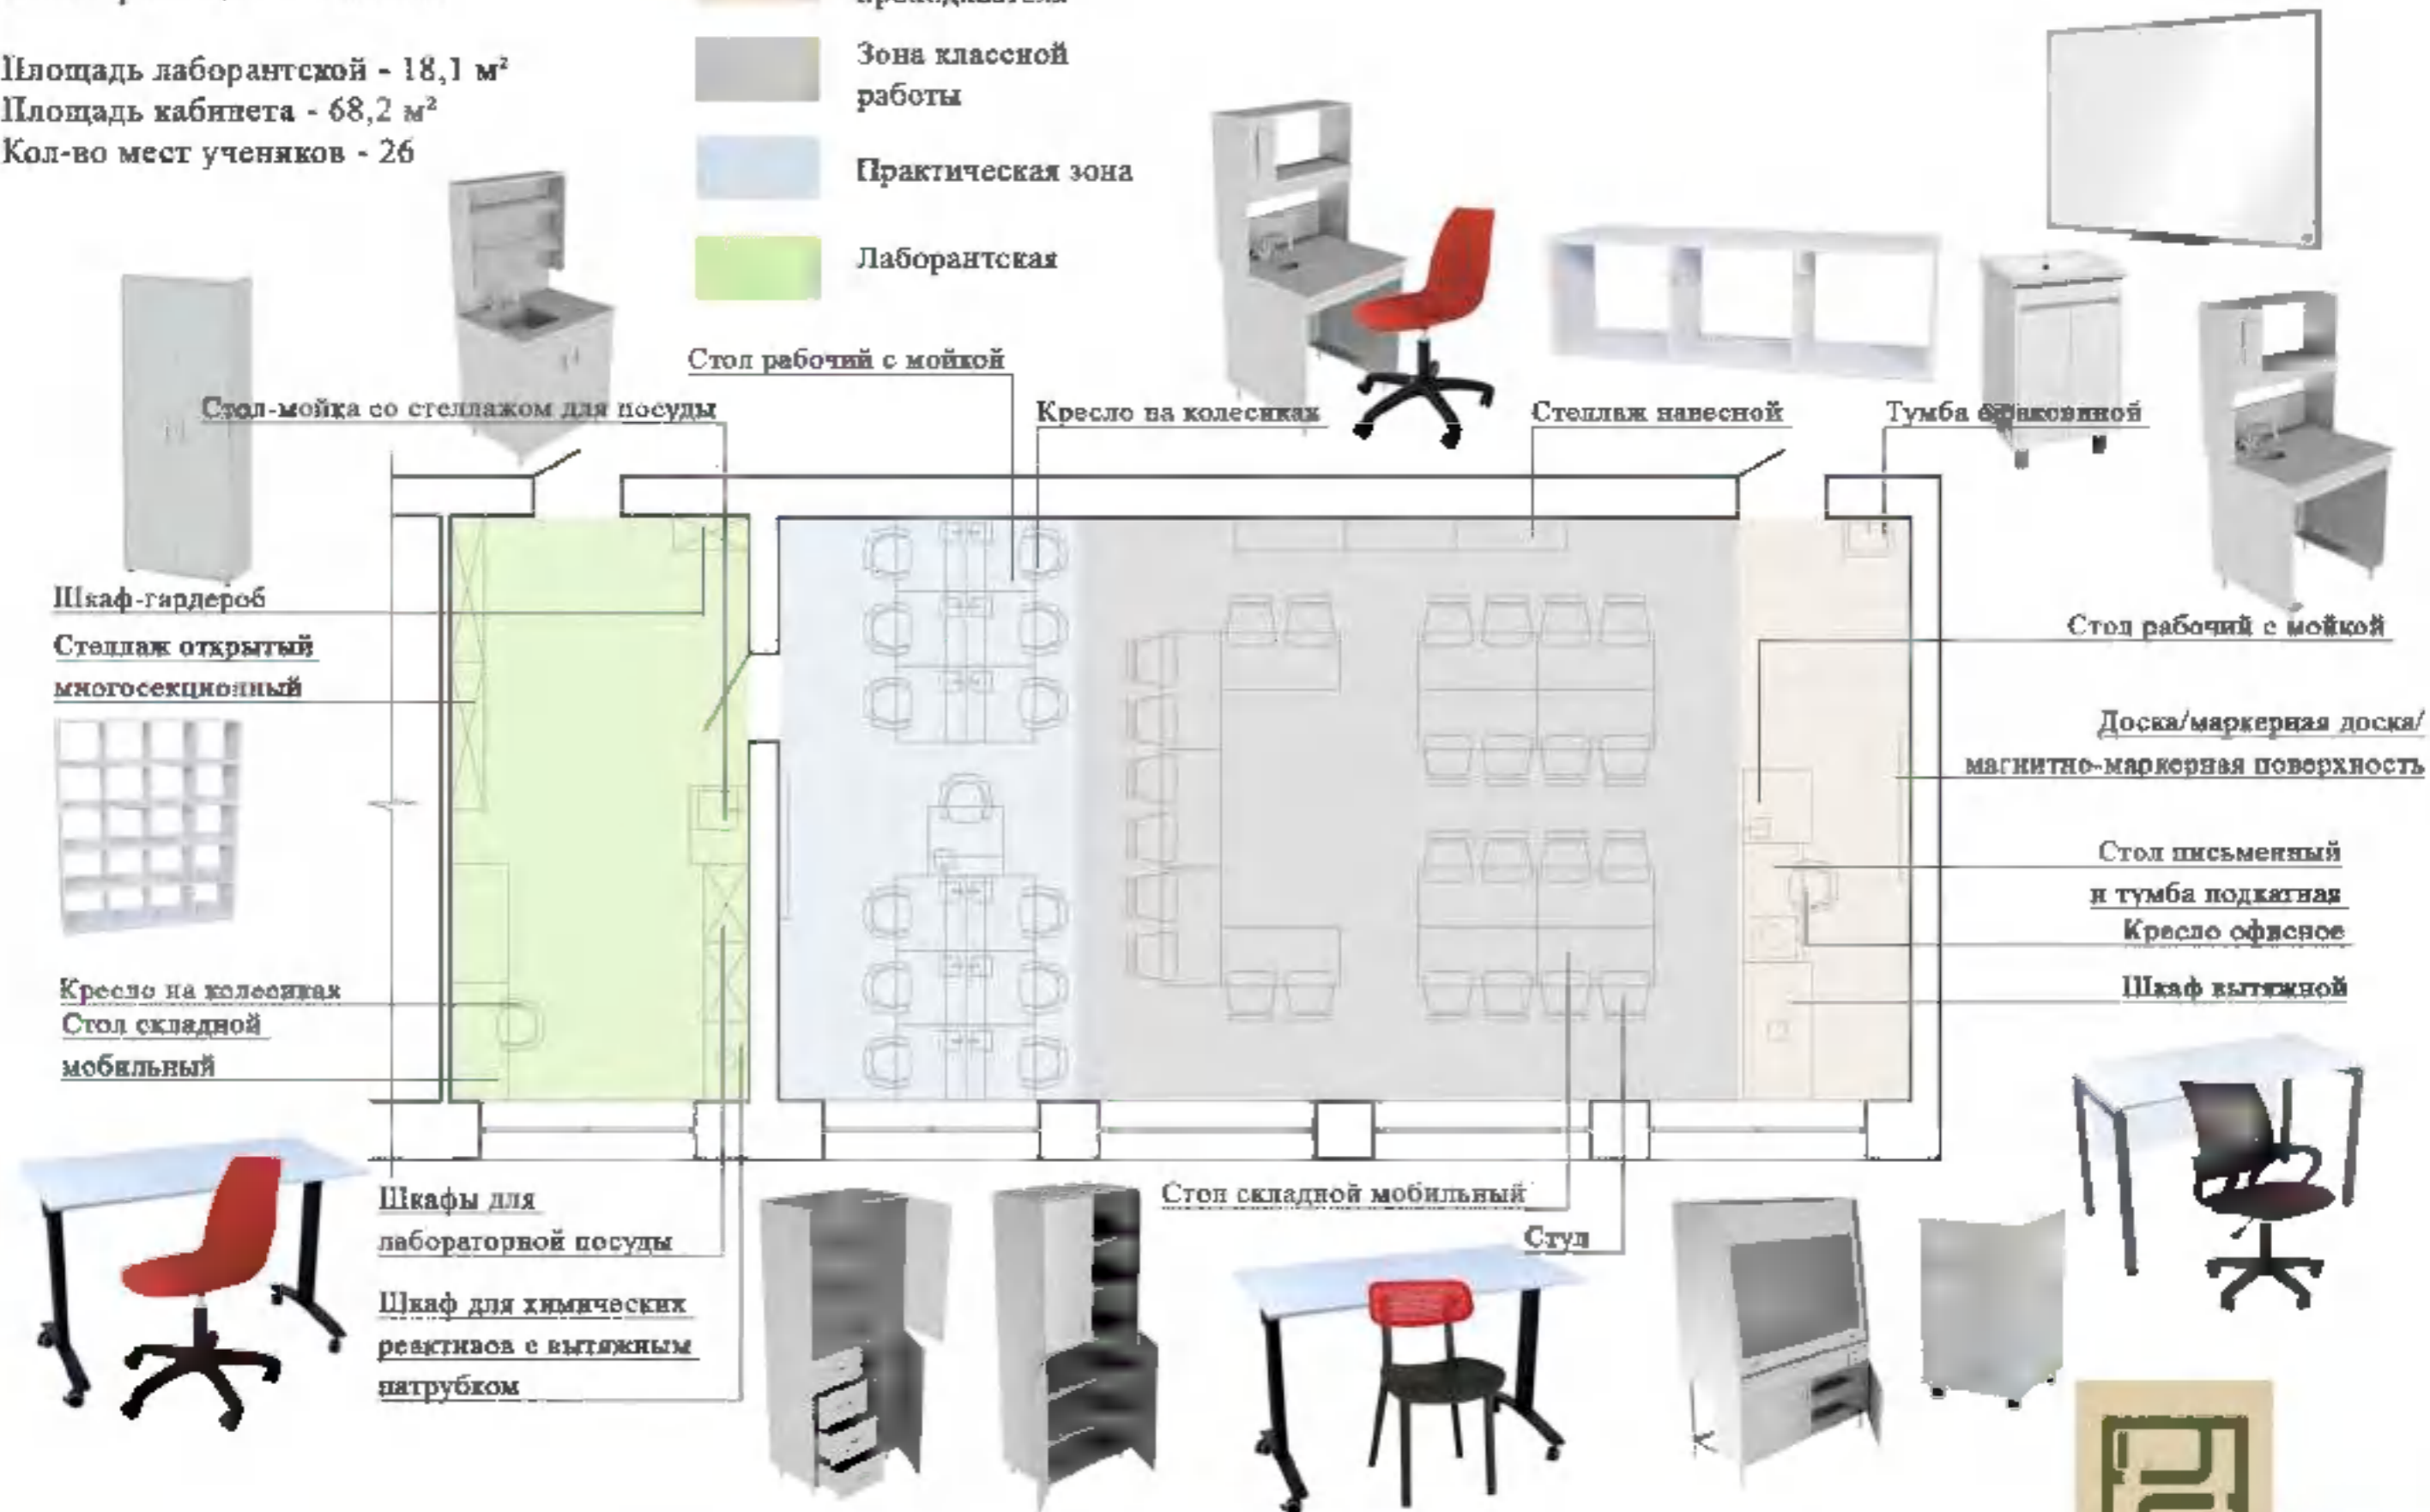 Площадь лаборантской - 18,1 м²
Площадь кабинета - 68,2 м²
Кол-во мест учеников - 26
преподавателя
Зона классной
работы
Практическая зона
Лаборантская
Стол рабочий с мойкой
Стол-мойка со стеллажом для посуды
Кресло на колесиках
Стеллаж навесной
Тумба с раковиной
Шкаф-гардероб
Стеллаж открытый
многосекционный
Стол рабочий с мойкой
Доска/маркерная доска/
магнитно-маркерная поверхность
Стол письменный
и тумба подкатная
Кресло офисное
Шкаф вытяжной
Кресло на колесиках
Стол складной
мобильный
Шкафы для
лабораторной посуды
Шкаф для химических
реактивов с вытяжным
патрубком
Стол складной мобильный
Стул